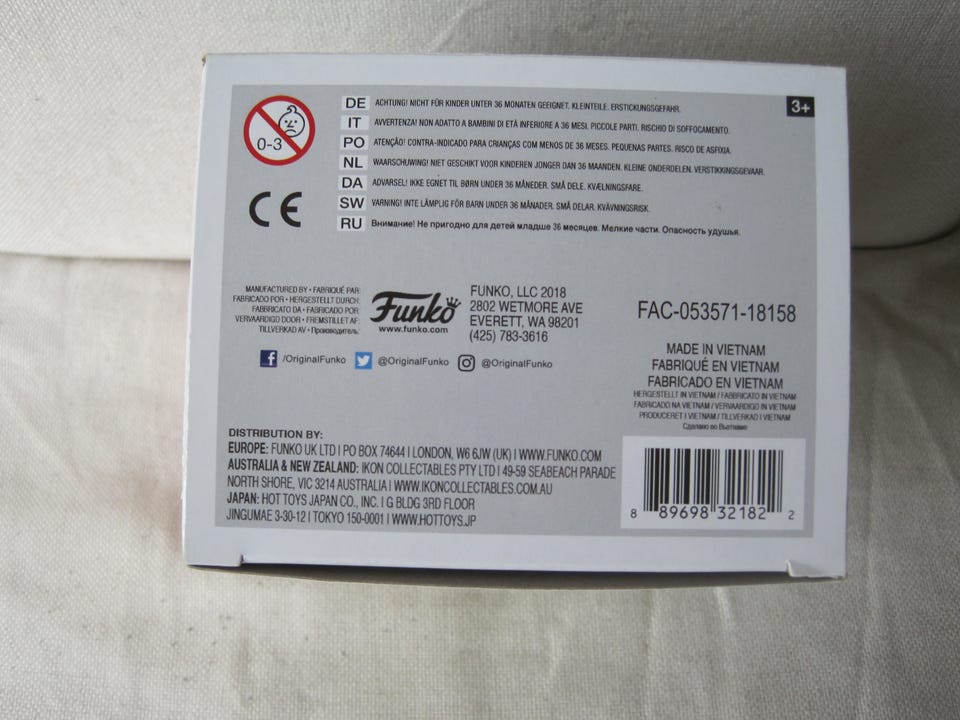 3+
0-3
DE ACHTUNG! NICHT FÜR KINDER UNTER 36 MONATEN GEEIGNET. KLEINTEILE. ERSTICKUNGSGEFAHR.
IT AVVERTENZA! NON ADATTO A BAMBINI DI ETÀ INFERIORE A 36 MESI. PICCOLE PARTI. RISCHIO DI SOFFOCAMENTO.
PO ATENÇÃO! CONTRA-INDICADO PARA CRIANÇAS COM MENOS DE 36 MESES. PEQUENAS PARTES. RISCO DE ASFIXIA.
NL WAARSCHUWING! NIET GESCHIKT VOOR KINDEREN JONGER DAN 36 MAANDEN. KLEINE ONDERDELEN. VERSTIKKINGSGEVAAR.
DA ADVARSEL! IKKE EGNET TIL BØRN UNDER 36 MÅNEDER. SMÅ DELE. KVÆLNINGSFARE.
SW VARNING! INTE LÄMPLIG FÖR BARN UNDER 36 MÅNADER. SMÅ DELAR. KVÄVNINGSRISK.
RU Внимание! Не пригодно для детей младше 36 месяцев. Мелкие части. Опасность удушья.
CE
MANUFACTURED BY • FABRIQUÉ PAR:
FABRICADO POR • HERGESTELLT DURCH:
FABBRICATO DA • FABRICADO POR:
VERVAARDIGD DOOR • FREMSTILLET AF:
TILLVERKAD AV • Производитель:
Funko
www.funko.com
FUNKO, LLC 2018
2802 WETMORE AVE
EVERETT, WA 98201
(425) 783-3616
f /OriginalFunko @OriginalFunko @OriginalFunko
FAC-053571-18158
MADE IN VIETNAM
FABRIQUÉ EN VIETNAM
FABRICADO EN VIETNAM
HERGESTELLT IN VIETNAM / FABBRICATO IN VIETNAM
FABRICADO NA VIETNAM / VERVAARDIGD IN VIETNAM
PRODUCERET I VIETNAM / TILLVERKAD I VIETNAM
Сделано во Вьетнаме
DISTRIBUTION BY:
EUROPE: FUNKO UK LTD | PO BOX 74644 | LONDON, W6 6JW (UK) | WWW.FUNKO.COM
AUSTRALIA & NEW ZEALAND: IKON COLLECTABLES PTY LTD | 49-59 SEABEACH PARADE
NORTH SHORE, VIC 3214 AUSTRALIA | WWW.IKONCOLLECTABLES.COM.AU
JAPAN: HOT TOYS JAPAN CO., INC. | G BLDG 3RD FLOOR
JINGUMAE 3-30-12 | TOKYO 150-0001 | WWW.HOTTOYS.JP
8 89698 32182 2